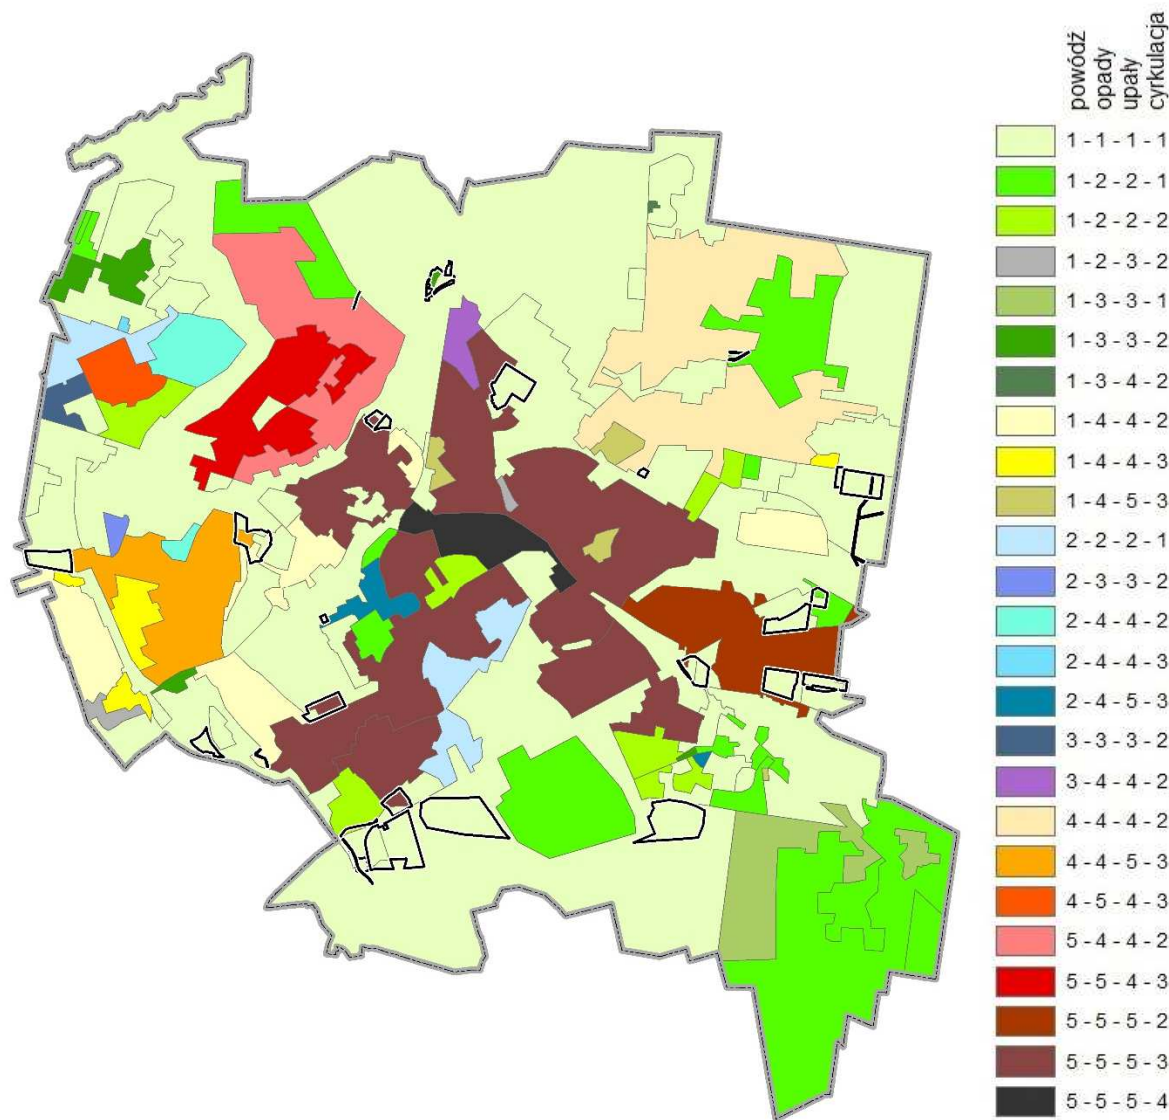 powódź
opady
upały
cyrkulacja
1 - 1 - 1 - 1
1 - 2 - 2 - 1
1 - 2 - 2 - 2
1 - 2 - 3 - 2
1 - 3 - 3 - 1
1 - 3 - 3 - 2
1 - 3 - 4 - 2
1 - 4 - 4 - 2
1 - 4 - 4 - 3
1 - 4 - 5 - 3
2 - 2 - 2 - 1
2 - 3 - 3 - 2
2 - 4 - 4 - 2
2 - 4 - 4 - 3
2 - 4 - 5 - 3
3 - 3 - 3 - 2
3 - 4 - 4 - 2
4 - 4 - 4 - 2
4 - 4 - 5 - 3
4 - 5 - 4 - 3
5 - 4 - 4 - 2
5 - 5 - 4 - 3
5 - 5 - 5 - 2
5 - 5 - 5 - 3
5 - 5 - 5 - 4